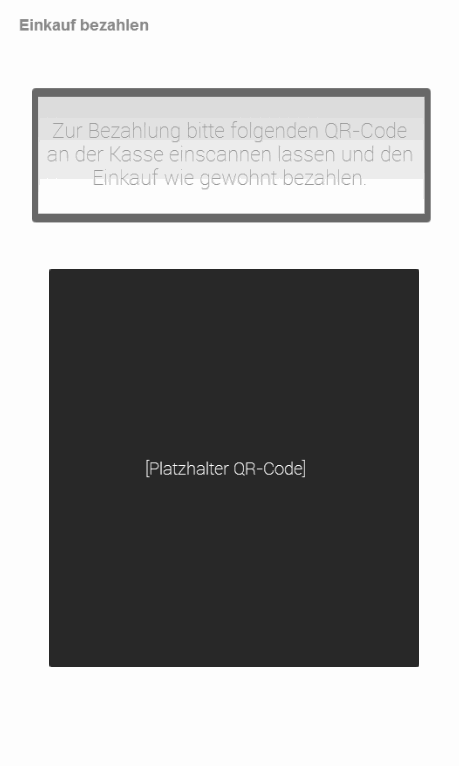 Einkauf bezahlen
Zur Bezahlung bitte folgenden QR-Code
an der Kasse einscannen lassen und den
Einkauf wie gewohnt bezahlen.
[Platzhalter QR-Code]